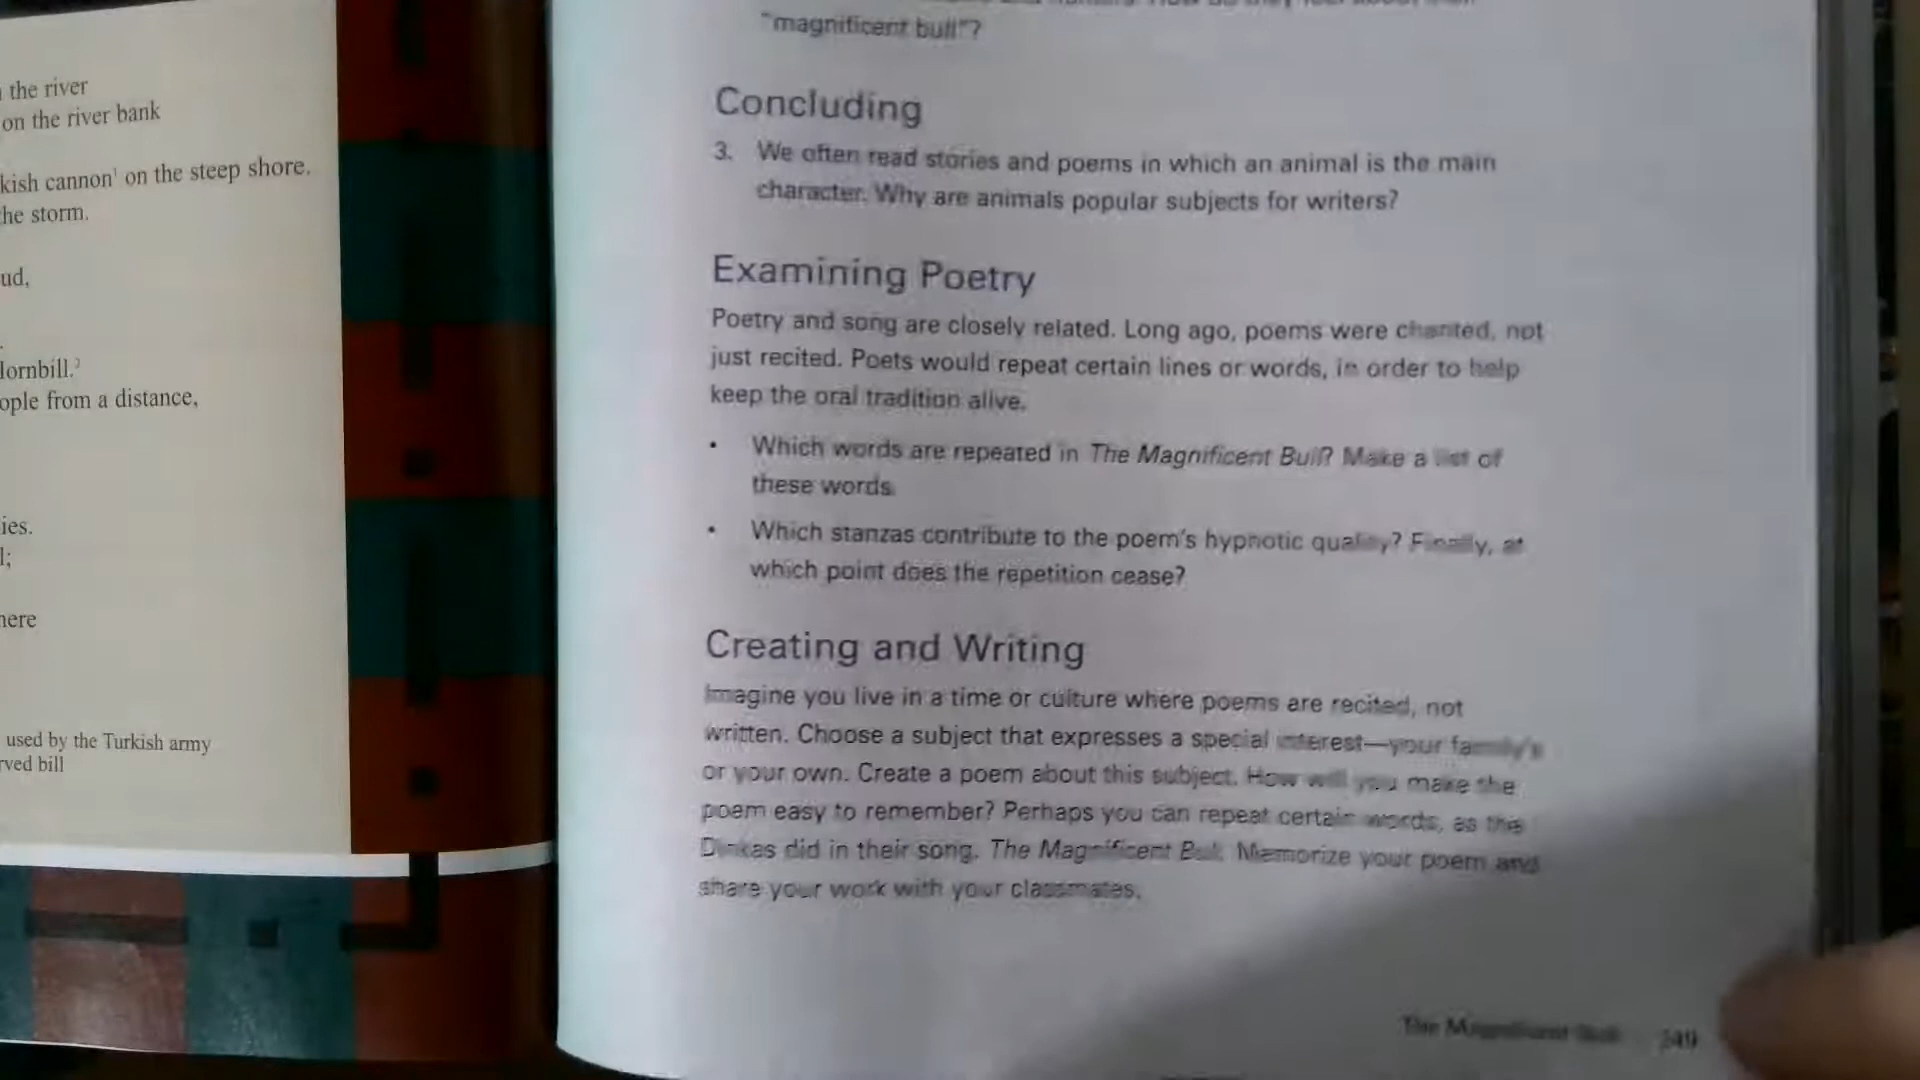 the river
on the river bank
kish cannon¹ on the steep shore.
he storm.
ud,
.
Hornbill.²
ople from a distance,
ies.
l;
here
used by the Turkish army
rved bill
"magnificent bull"?
Concluding
3. We often read stories and poems in which an animal is the main
character. Why are animals popular subjects for writers?
Examining Poetry
Poetry and song are closely related. Long ago, poems were chanted, not
just recited. Poets would repeat certain lines or words, in order to help
keep the oral tradition alive.
• Which words are repeated in The Magnificent Bull? Make a list of
these words.
• Which stanzas contribute to the poem's hypnotic quality? Finally, at
which point does the repetition cease?
Creating and Writing
Imagine you live in a time or culture where poems are recited, not
written. Choose a subject that expresses a special interest—your family's
or your own. Create a poem about this subject. How will you make the
poem easy to remember? Perhaps you can repeat certain words, as the
Dinkas did in their song, The Magnificent Bull. Memorize your poem and
share your work with your classmates.
The Magnificent Bull 249